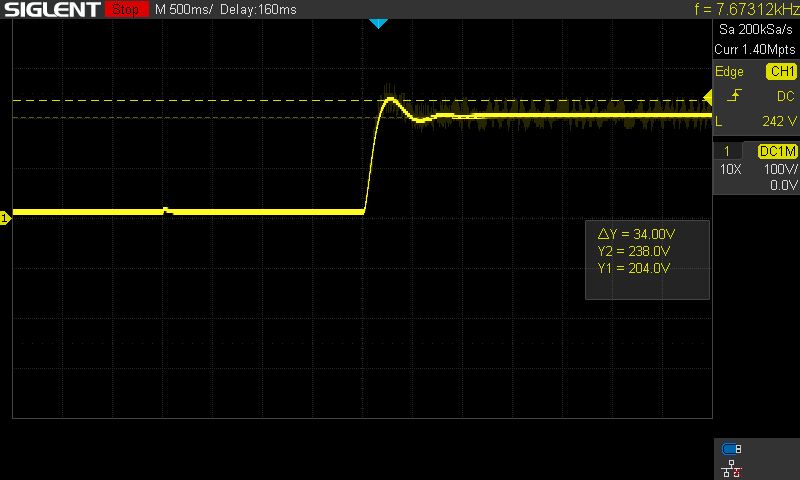 SIGLENT Stop M 500ms/ Delay:160ms f = 7.67312kHz
Sa 200kSa/s
Curr 1.40Mpts
Edge CH1
DC
L 242 V
1 DC1M
10X 100V/
0.0V
1
ΔY = 34.00V
Y2 = 238.0V
Y1 = 204.0V